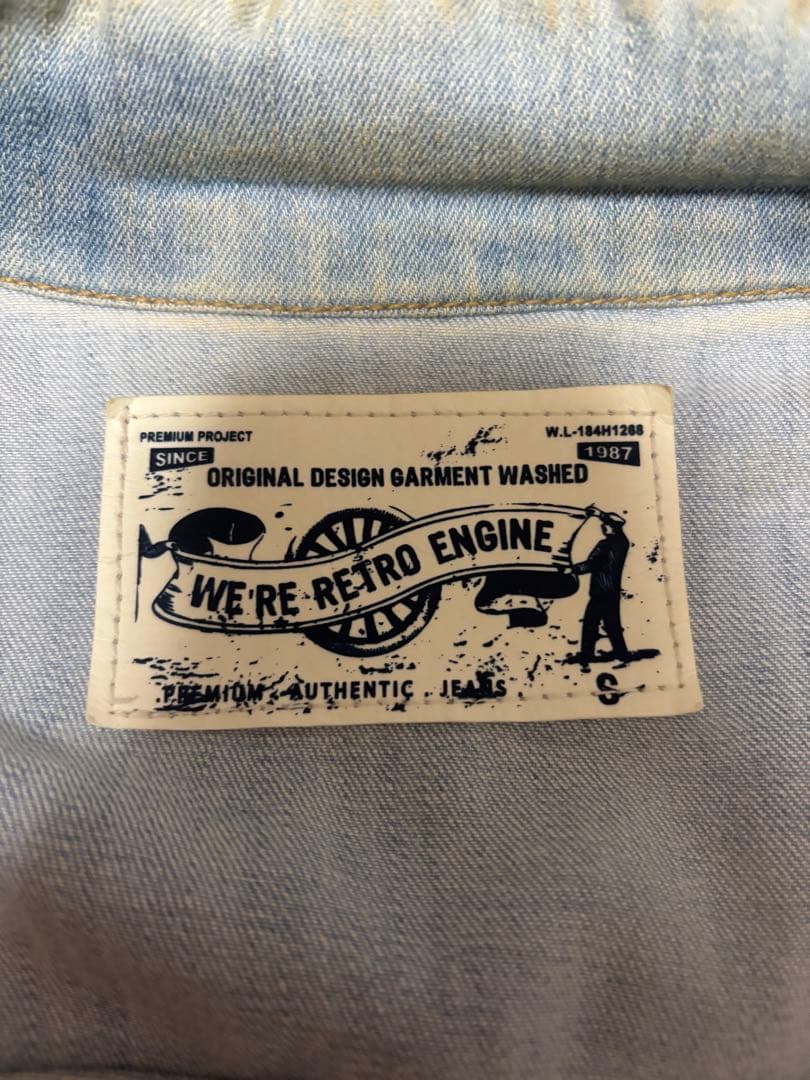 PREMIUM PROJECT
W.L-184H1268
SINCE
1987
ORIGINAL DESIGN GARMENT WASHED
WE'RE RETRO ENGINE
PREMIUM . AUTHENTIC . JEANS .
S